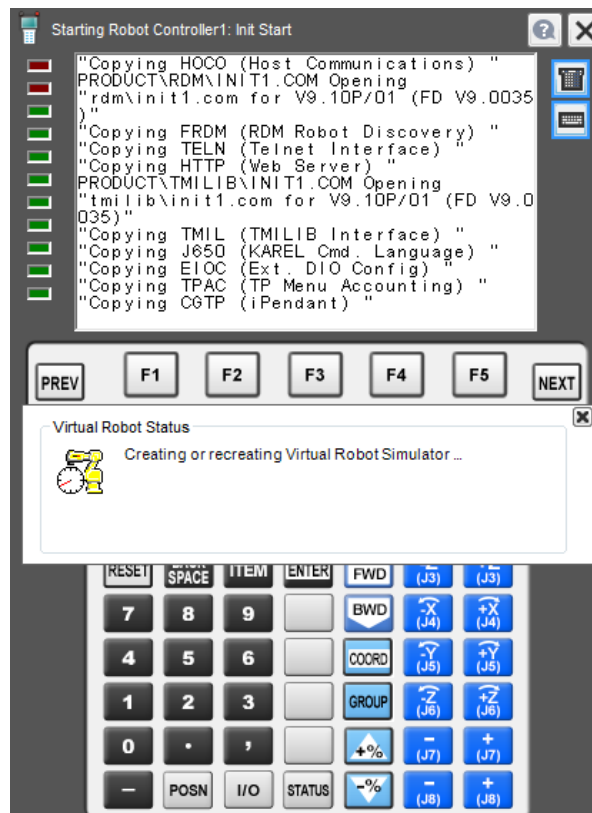 Starting Robot Controller1: Init Start
"Copying HOCO (Host Communications) "
PRODUCT\RDM\INIT1.COM Opening
"rdm\init1.com for V9.10P/01 (FD V9.0035
)"
"Copying FRDM (RDM Robot Discovery) "
"Copying TELN (Telnet Interface) "
"Copying HTTP (Web Server) "
PRODUCT\TMILIB\INIT1.COM Opening
"tmilib\init1.com for V9.10P/01 (FD V9.0
035)"
"Copying TMIL (TMILIB Interface) "
"Copying J650 (KAREL Cmd. Language) "
"Copying EIOC (Ext. DIO Config) "
"Copying TPAC (TP Menu Accounting) "
"Copying CGTP (iPendant) "
PREV F1 F2 F3 F4 F5 NEXT
Virtual Robot Status
Creating or recreating Virtual Robot Simulator ...
RESET SPACE ITEM ENTER FWD (J3) (J3)
7 8 9 BWD -X (J4) +X (J4)
4 5 6 COORD -Y (J5) +Y (J5)
1 2 3 GROUP -Z (J6) +Z (J6)
0 . , +% - (J7) + (J7)
- POSN I/O STATUS -% - (J8) + (J8)